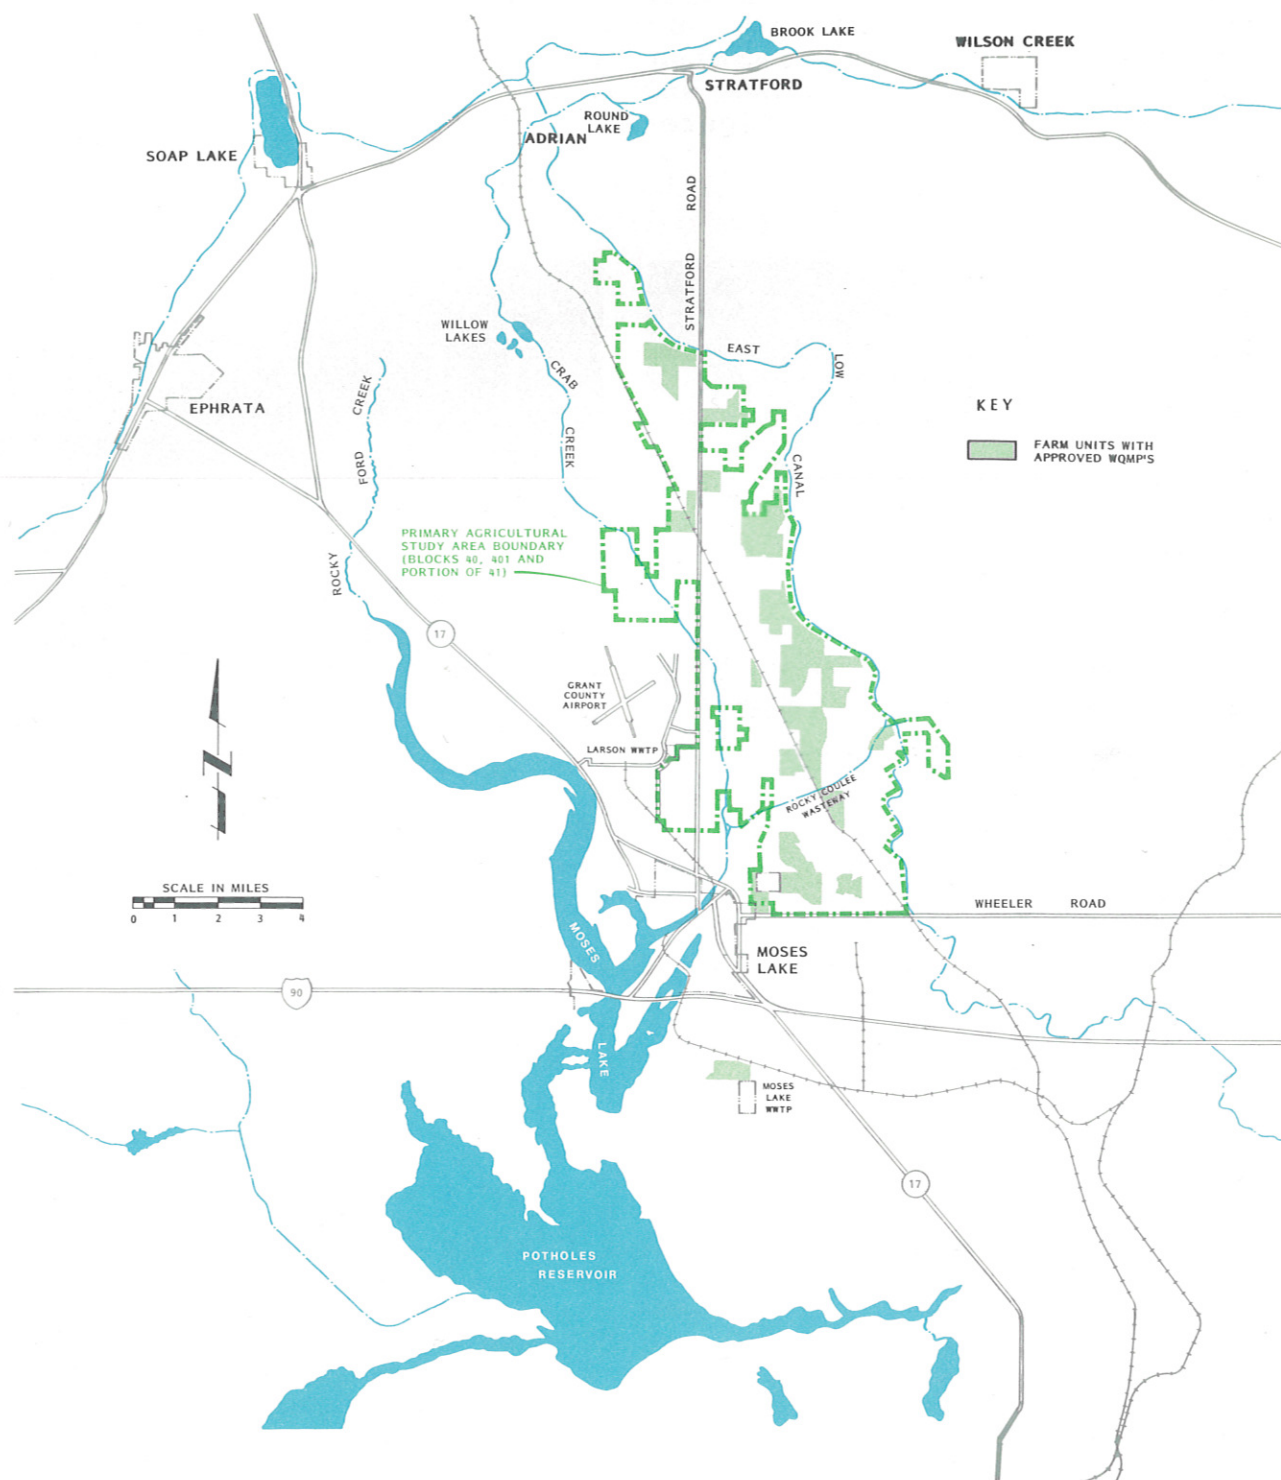 BROOK LAKE
WILSON CREEK
STRATFORD
ROUND
LAKE
ADRIAN
SOAP LAKE
STRATFORD ROAD
WILLOW
LAKES
EAST LOW CANAL
CRAB CREEK
KEY
EPHRATA
FARM UNITS WITH
APPROVED WQMP'S
ROCKY FORD CREEK
PRIMARY AGRICULTURAL
STUDY AREA BOUNDARY
(BLOCKS 40, 401 AND
PORTION OF 41)
17
GRANT
COUNTY
AIRPORT
N
LARSON WWTP
ROCKY COULEE
WASTEWAY
SCALE IN MILES
0 1 2 3 4
WHEELER ROAD
MOSES LAKE
MOSES
LAKE
90
MOSES
LAKE
WWTP
17
POTHOLES
RESERVOIR